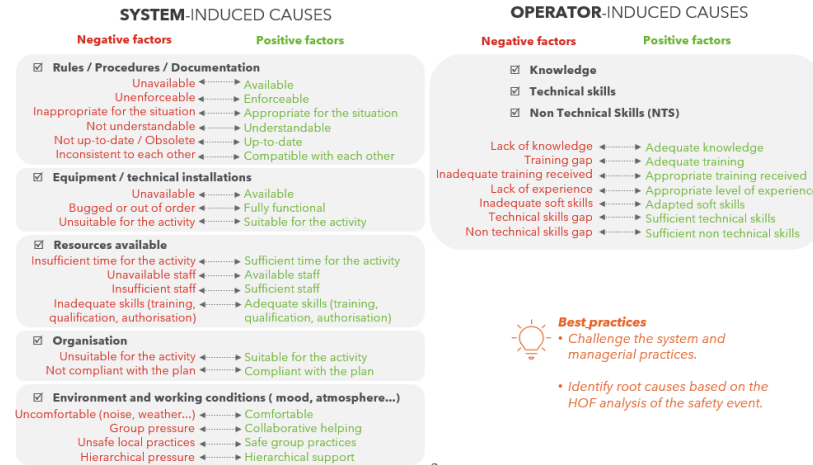 SYSTEM-INDUCED CAUSES
Negative factors Positive factors
☑ Rules / Procedures / Documentation
Unavailable Available
Unenforceable Enforceable
Inappropriate for the situation Appropriate for the situation
Not understandable Understandable
Not up-to-date / Obsolete Up-to-date
Inconsistent to each other Compatible with each other
☑ Equipment / technical installations
Unavailable Available
Bugged or out of order Fully functional
Unsuitable for the activity Suitable for the activity
☑ Resources available
Insufficient time for the activity Sufficient time for the activity
Unavailable staff Available staff
Insufficient staff Sufficient staff
Inadequate skills (training, Adequate skills (training,
qualification, authorisation) qualification, authorisation)
☑ Organisation
Unsuitable for the activity Suitable for the activity
Not compliant with the plan Compliant with the plan
☑ Environment and working conditions ( mood, atmosphere...)
Uncomfortable (noise, weather...) Comfortable
Group pressure Collaborative helping
Unsafe local practices Safe group practices
Hierarchical pressure Hierarchical support
OPERATOR-INDUCED CAUSES
Negative factors Positive factors
☑ Knowledge
☑ Technical skills
☑ Non Technical Skills (NTS)
Lack of knowledge Adequate knowledge
Training gap Adequate training
Inadequate training received Appropriate training received
Lack of experience Appropriate level of experience
Inadequate soft skills Adapted soft skills
Technical skills gap Sufficient technical skills
Non technical skills gap Sufficient non technical skills
Best practices
• Challenge the system and
managerial practices.
• Identify root causes based on the
HOF analysis of the safety event.